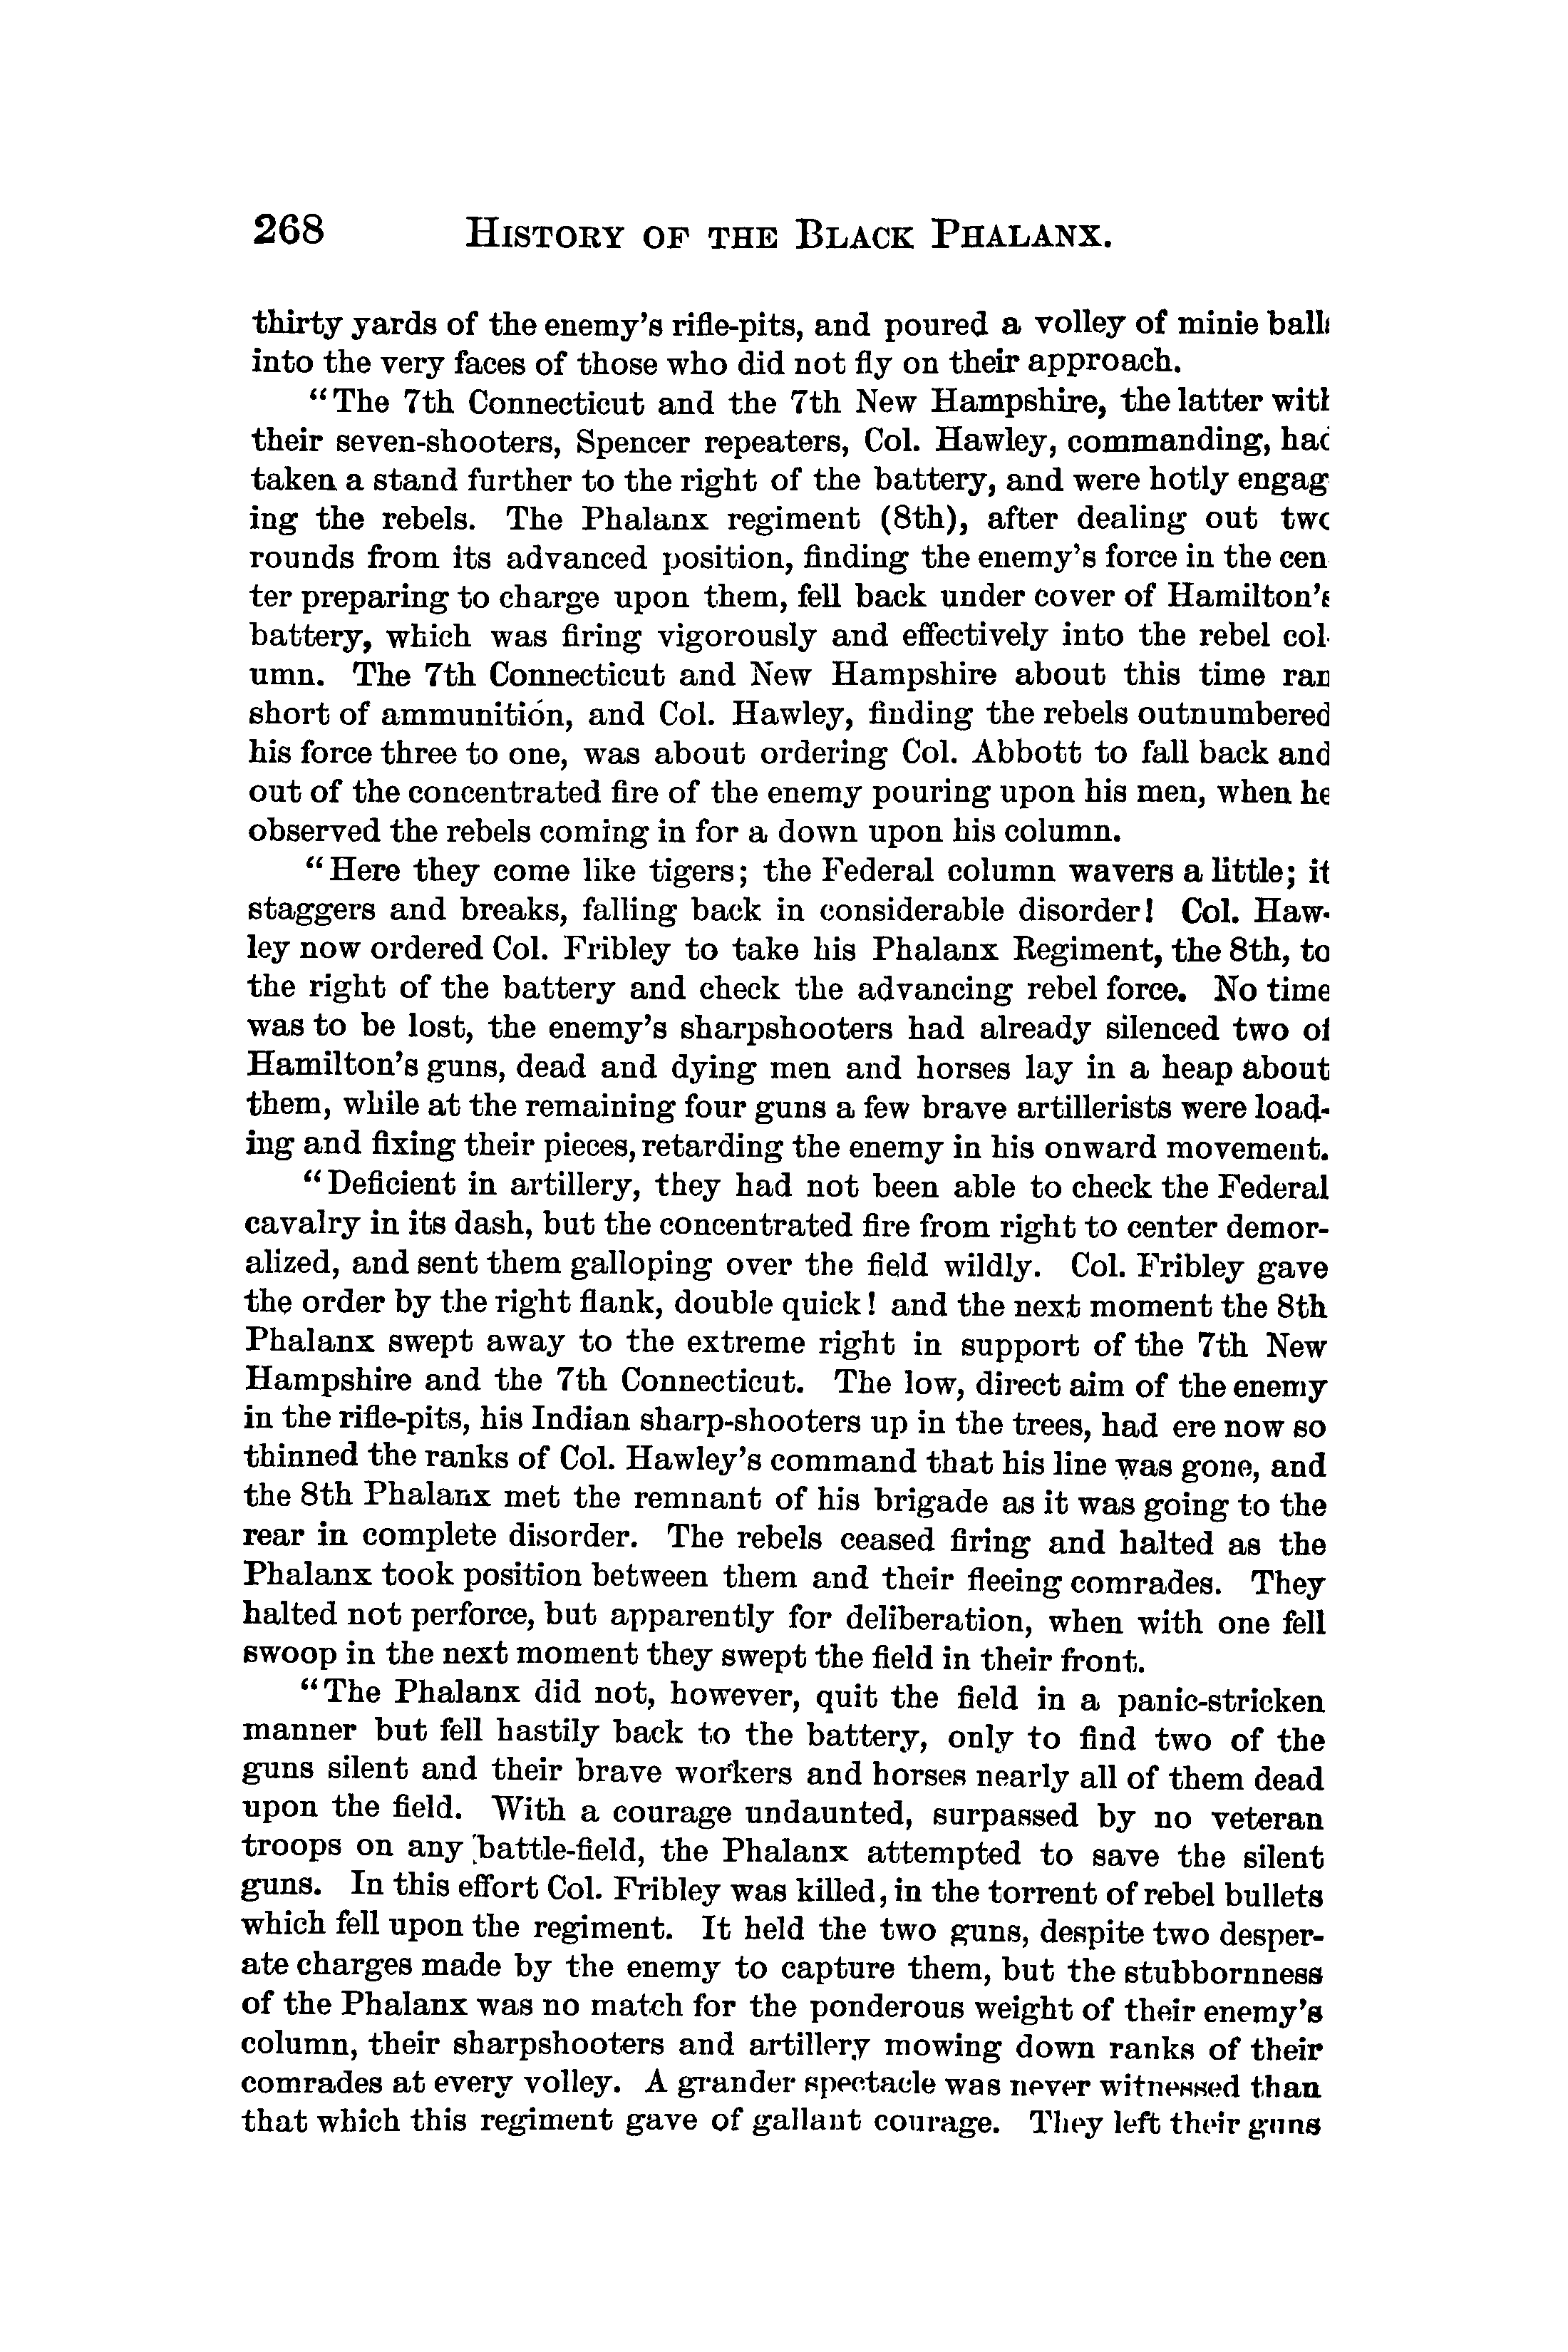 268 HISTORY OF THE BLACK PHALANX.
thirty yards of the enemy's rifle-pits, and poured a volley of minie balls
into the very faces of those who did not fly on their approach.
“The 7th Connecticut and the 7th New Hampshire, the latter with
their seven-shooters, Spencer repeaters, Col. Hawley, commanding, had
taken a stand further to the right of the battery, and were hotly engag
ing the rebels. The Phalanx regiment (8th), after dealing out two
rounds from its advanced position, finding the enemy's force in the cen
ter preparing to charge upon them, fell back under cover of Hamilton's
battery, which was firing vigorously and effectively into the rebel col-
umn. The 7th Connecticut and New Hampshire about this time ran
short of ammunition, and Col. Hawley, finding the rebels outnumbered
his force three to one, was about ordering Col. Abbott to fall back and
out of the concentrated fire of the enemy pouring upon his men, when he
observed the rebels coming in for a down upon his column.
“Here they come like tigers; the Federal column wavers a little; it
staggers and breaks, falling back in considerable disorder! Col. Haw-
ley now ordered Col. Fribley to take his Phalanx Regiment, the 8th, to
the right of the battery and check the advancing rebel force. No time
was to be lost, the enemy's sharpshooters had already silenced two of
Hamilton's guns, dead and dying men and horses lay in a heap about
them, while at the remaining four guns a few brave artillerists were load-
ing and fixing their pieces, retarding the enemy in his onward movement.
“Deficient in artillery, they had not been able to check the Federal
cavalry in its dash, but the concentrated fire from right to center demor-
alized, and sent them galloping over the field wildly. Col. Fribley gave
the order by the right flank, double quick! and the next moment the 8th
Phalanx swept away to the extreme right in support of the 7th New
Hampshire and the 7th Connecticut. The low, direct aim of the enemy
in the rifle-pits, his Indian sharp-shooters up in the trees, had ere now so
thinned the ranks of Col. Hawley's command that his line was gone, and
the 8th Phalanx met the remnant of his brigade as it was going to the
rear in complete disorder. The rebels ceased firing and halted as the
Phalanx took position between them and their fleeing comrades. They
halted not perforce, but apparently for deliberation, when with one fell
swoop in the next moment they swept the field in their front.
“The Phalanx did not, however, quit the field in a panic-stricken
manner but fell hastily back to the battery, only to find two of the
guns silent and their brave workers and horses nearly all of them dead
upon the field. With a courage undaunted, surpassed by no veteran
troops on any battle-field, the Phalanx attempted to save the silent
guns. In this effort Col. Fribley was killed, in the torrent of rebel bullets
which fell upon the regiment. It held the two guns, despite two desper-
ate charges made by the enemy to capture them, but the stubbornness
of the Phalanx was no match for the ponderous weight of their enemy's
column, their sharpshooters and artillery mowing down ranks of their
comrades at every volley. A grander spectacle was never witnessed than
that which this regiment gave of gallant courage. They left their guns